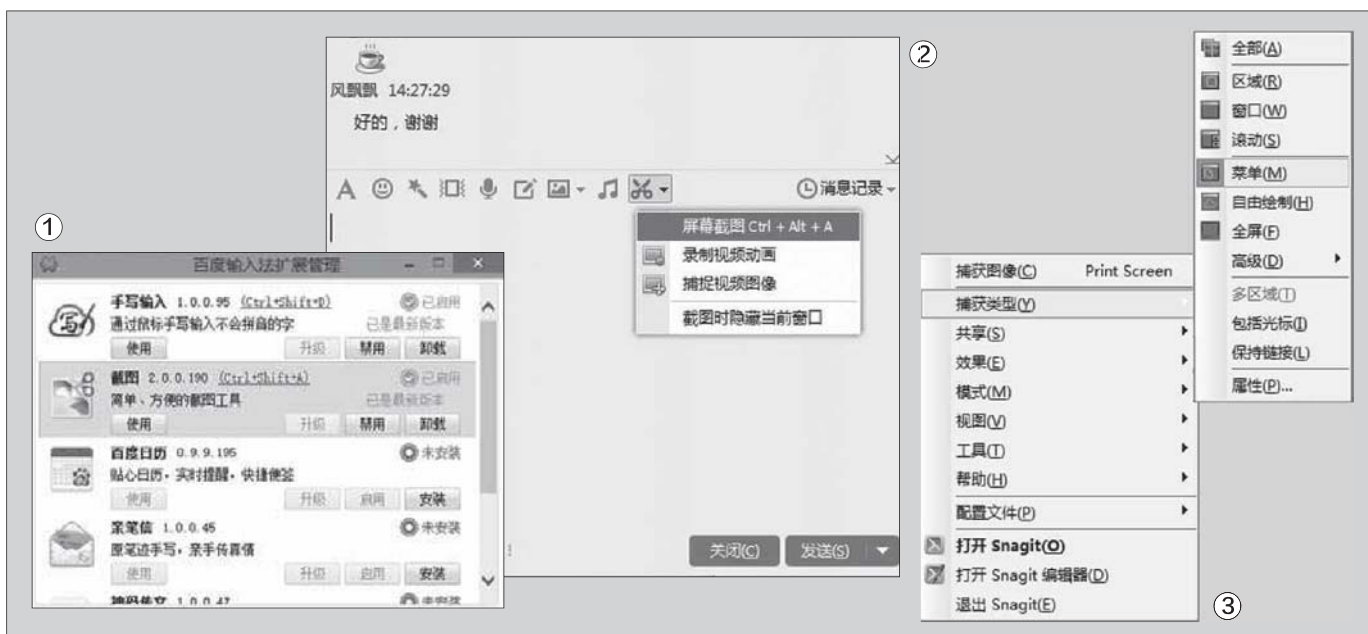 ①
百度输入法扩展管理
手写输入 1.0.0.95 (Ctrl+Shift+D) 已启用
通过鼠标手写输入不会拼音的字 已是最新版本
使用 升级 禁用 卸载
截图 2.0.0.190 (Ctrl+Shift+A) 已启用
简单、方便的截图工具 已是最新版本
使用 升级 禁用 卸载
百度日历 0.9.9.195 未安装
贴心日历,实时提醒,快捷便签
使用 升级 启用 安装
亲笔信 1.0.0.45 未安装
原笔迹手写,亲手传真情
使用 升级 启用 安装
1.0.0.47 未安装
②
风飘飘 14:27:29
好的,谢谢
消息记录
屏幕截图 Ctrl + Alt + A
录制视频动画
捕捉视频图像
截图时隐藏当前窗口
关闭(C) 发送(S)
③
捕获图像(C) Print Screen
捕获类型(Y)
共享(S)
效果(E)
模式(M)
视图(V)
工具(T)
帮助(H)
配置文件(P)
打开 Snagit(O)
打开 Snagit 编辑器(D)
退出 Snagit(E)
全部(A)
区域(R)
窗口(W)
滚动(S)
菜单(M)
自由绘制(H)
全屏(F)
高级(D)
多区域(T)
包括光标(I)
保持链接(L)
属性(P)...